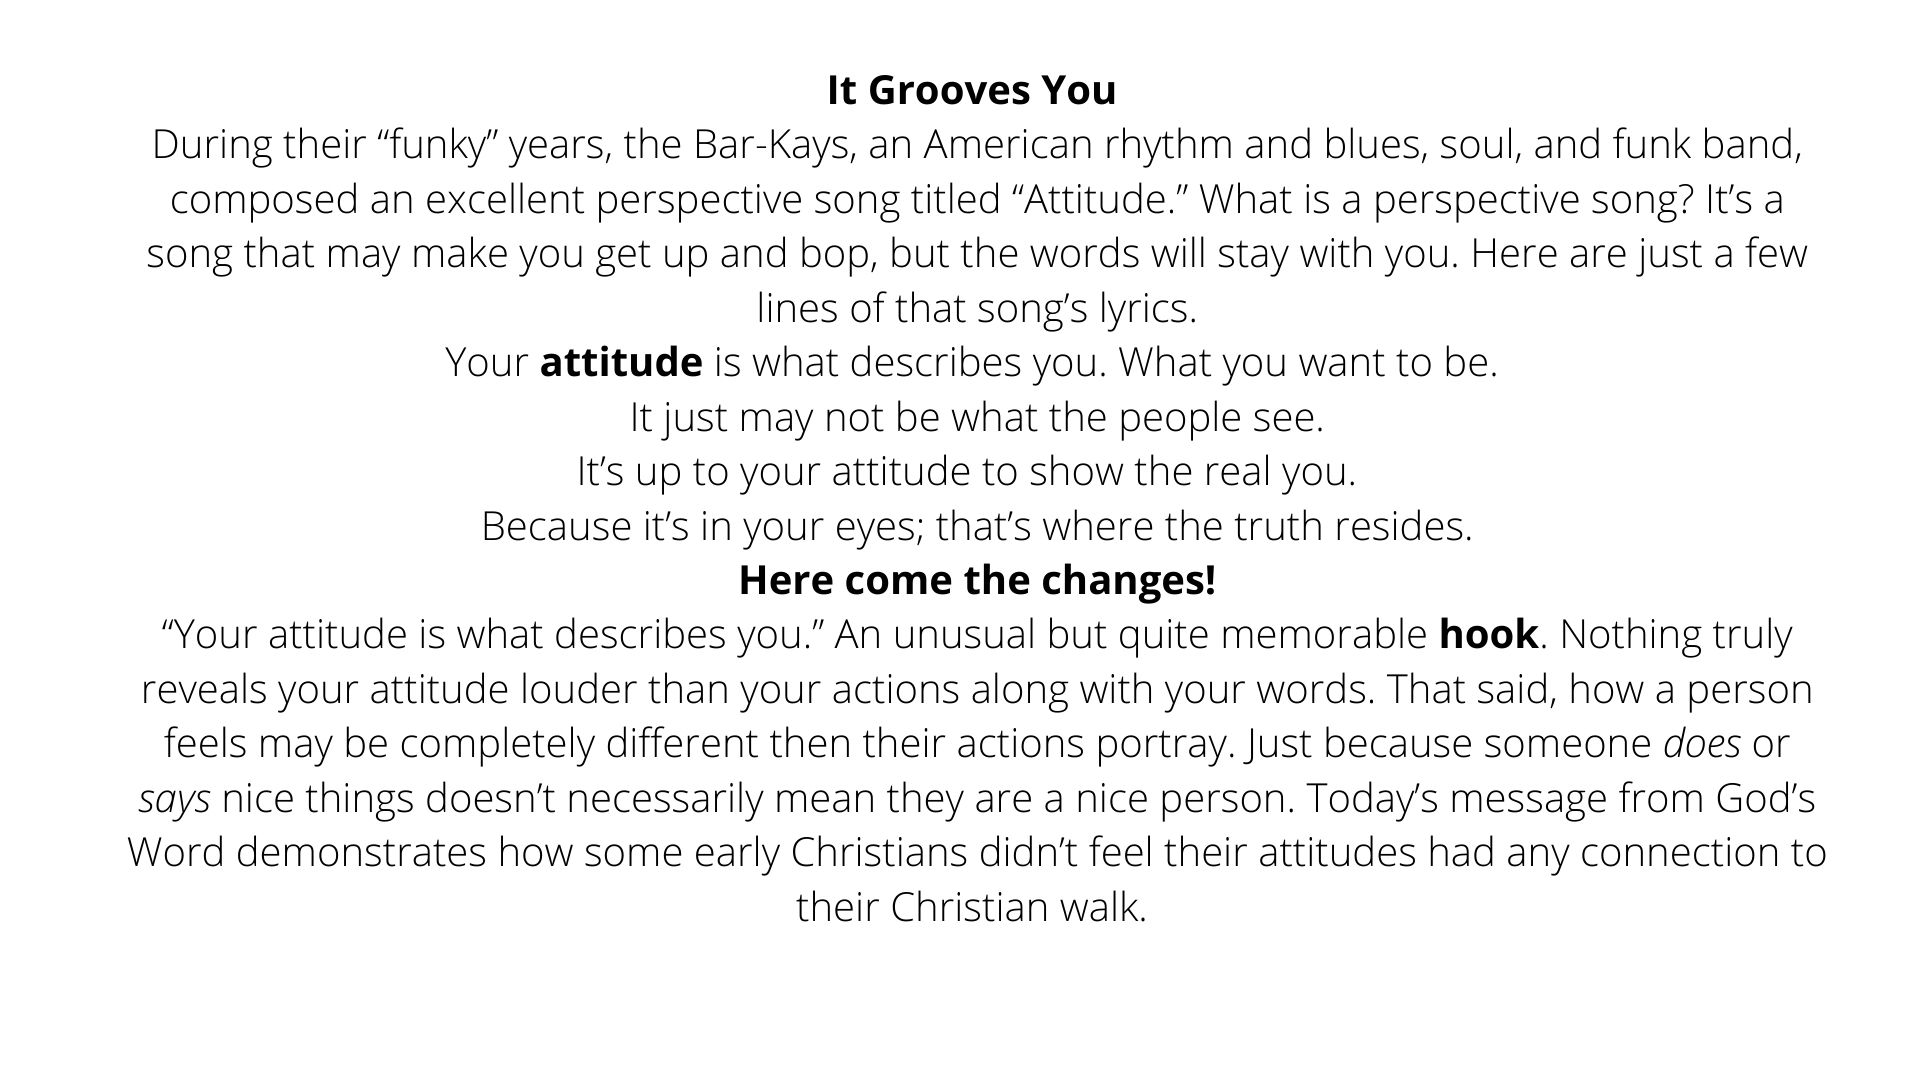 It Grooves You
During their “funky” years, the Bar-Kays, an American rhythm and blues, soul, and funk band,
composed an excellent perspective song titled “Attitude.” What is a perspective song? It’s a
song that may make you get up and bop, but the words will stay with you. Here are just a few
lines of that song’s lyrics.
Your attitude is what describes you. What you want to be.
It just may not be what the people see.
It’s up to your attitude to show the real you.
Because it’s in your eyes; that’s where the truth resides.
Here come the changes!
“Your attitude is what describes you.” An unusual but quite memorable hook. Nothing truly
reveals your attitude louder than your actions along with your words. That said, how a person
feels may be completely different then their actions portray. Just because someone does or
says nice things doesn’t necessarily mean they are a nice person. Today’s message from God’s
Word demonstrates how some early Christians didn’t feel their attitudes had any connection to
their Christian walk.